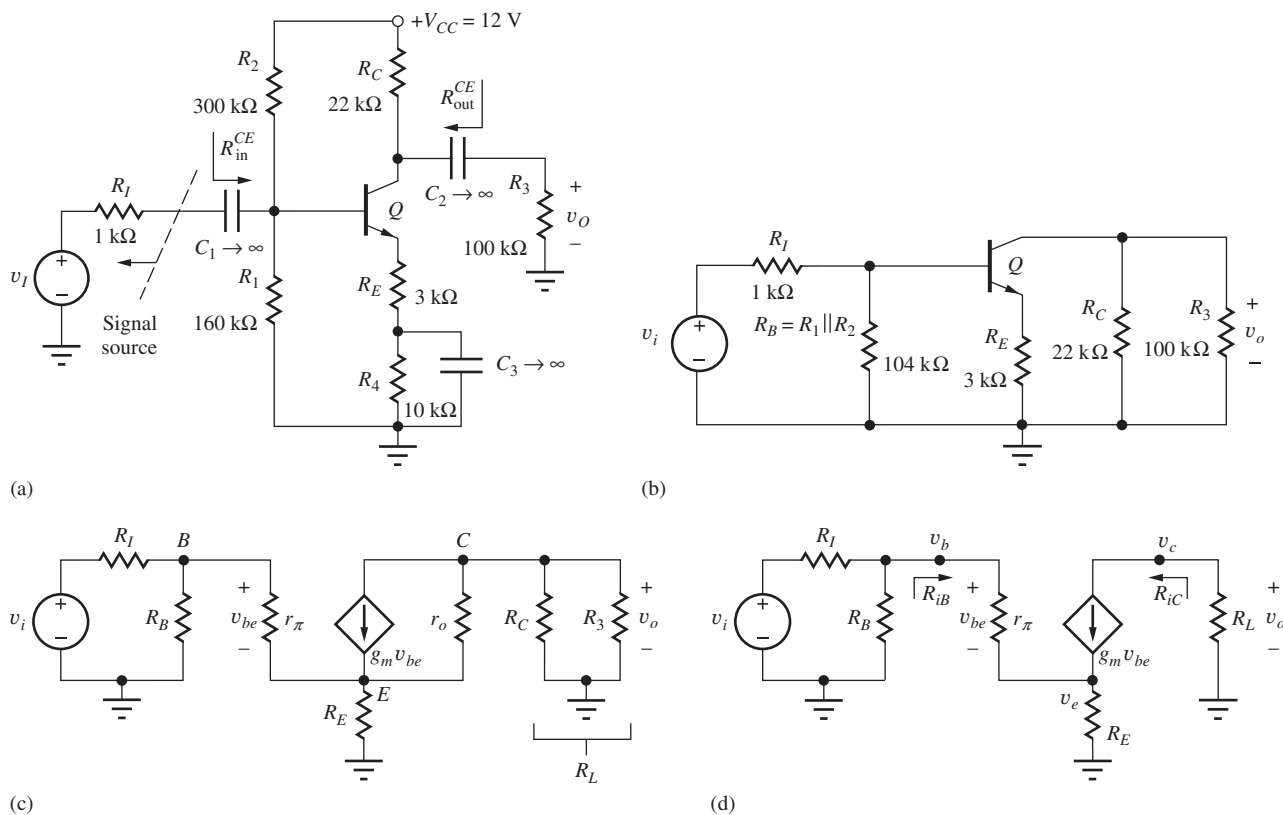 +V_CC = 12 V
R_2
300 kΩ
R_C
22 kΩ
R_out^CE
R_in^CE
R_I
1 kΩ
C_1 → ∞
Q
C_2 → ∞
R_3
100 kΩ
+
v_O
–
v_I
+
–
Signal
source
R_1
160 kΩ
R_E
3 kΩ
R_4
10 kΩ
C_3 → ∞
(a)
R_I
1 kΩ
v_i
+
–
R_B = R_1||R_2
104 kΩ
Q
R_E
3 kΩ
R_C
22 kΩ
R_3
100 kΩ
+
v_o
–
(b)
R_I
B
v_i
+
–
R_B
+
v_be
–
r_π
g_m v_be
C
r_o
E
R_E
R_C
R_3
+
v_o
–
R_L
(c)
R_I
v_b
v_i
+
–
R_B
R_iB
+
v_be
–
r_π
g_m v_be
v_c
R_iC
R_L
+
v_o
–
v_e
R_E
(d)